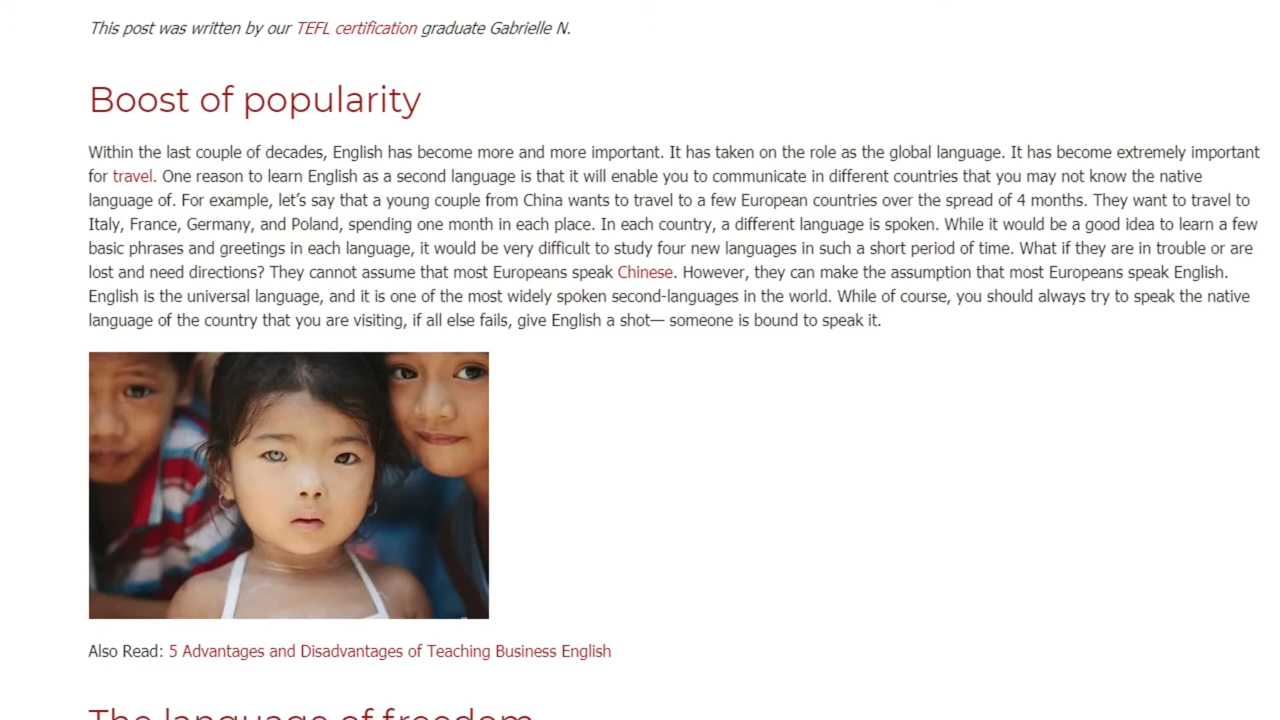 This post was written by our TEFL certification graduate Gabrielle N.
Boost of popularity
Within the last couple of decades, English has become more and more important. It has taken on the role as the global language. It has become extremely important
for travel. One reason to learn English as a second language is that it will enable you to communicate in different countries that you may not know the native
language of. For example, let’s say that a young couple from China wants to travel to a few European countries over the spread of 4 months. They want to travel to
Italy, France, Germany, and Poland, spending one month in each place. In each country, a different language is spoken. While it would be a good idea to learn a few
basic phrases and greetings in each language, it would be very difficult to study four new languages in such a short period of time. What if they are in trouble or are
lost and need directions? They cannot assume that most Europeans speak Chinese. However, they can make the assumption that most Europeans speak English.
English is the universal language, and it is one of the most widely spoken second-languages in the world. While of course, you should always try to speak the native
language of the country that you are visiting, if all else fails, give English a shot— someone is bound to speak it.
Also Read: 5 Advantages and Disadvantages of Teaching Business English
The language of freedom